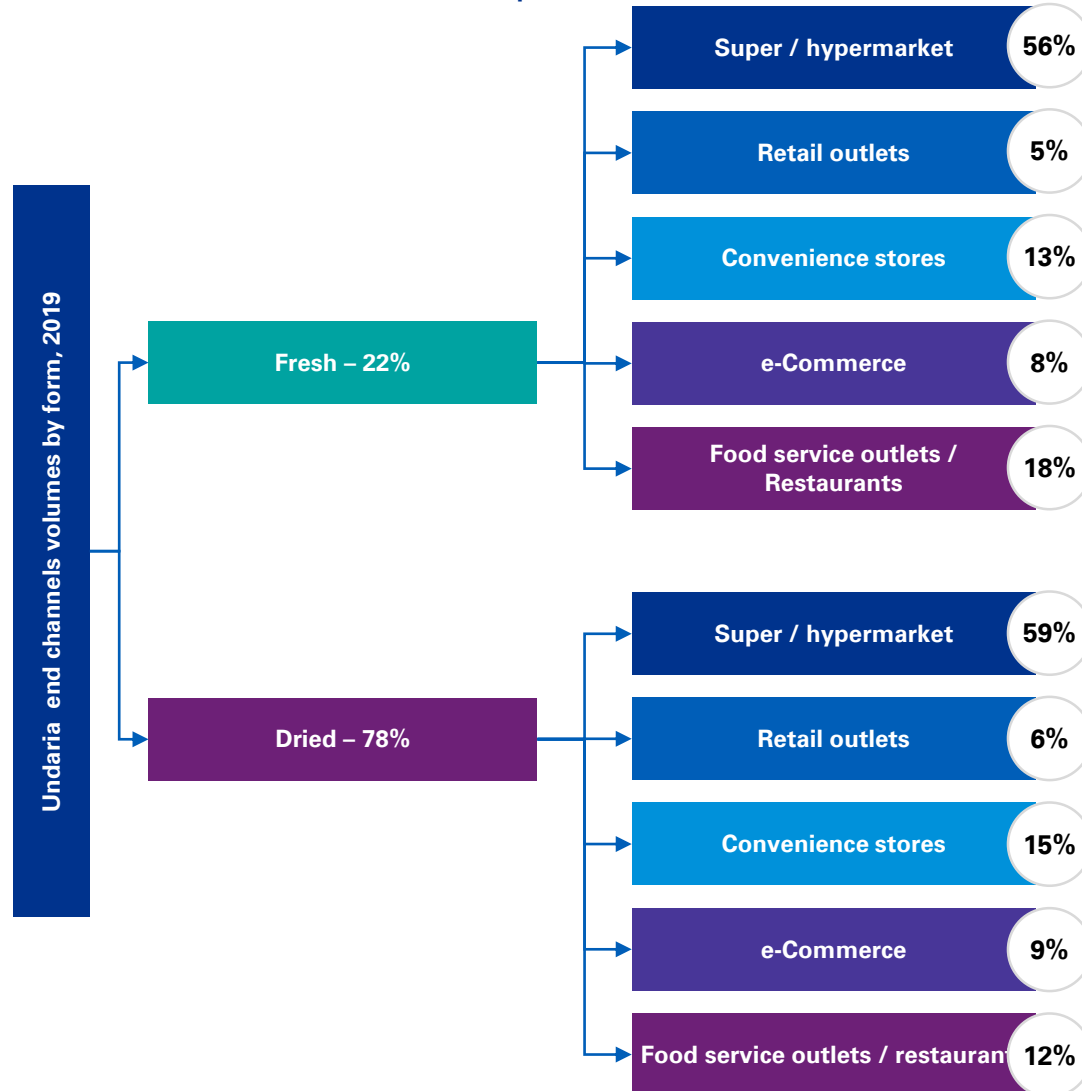 Undaria end channels volumes by form, 2019
Fresh – 22%
Super / hypermarket
56%
Retail outlets
5%
Convenience stores
13%
e-Commerce
8%
Food service outlets /
Restaurants
18%
Dried – 78%
Super / hypermarket
59%
Retail outlets
6%
Convenience stores
15%
e-Commerce
9%
Food service outlets / restaurant
12%